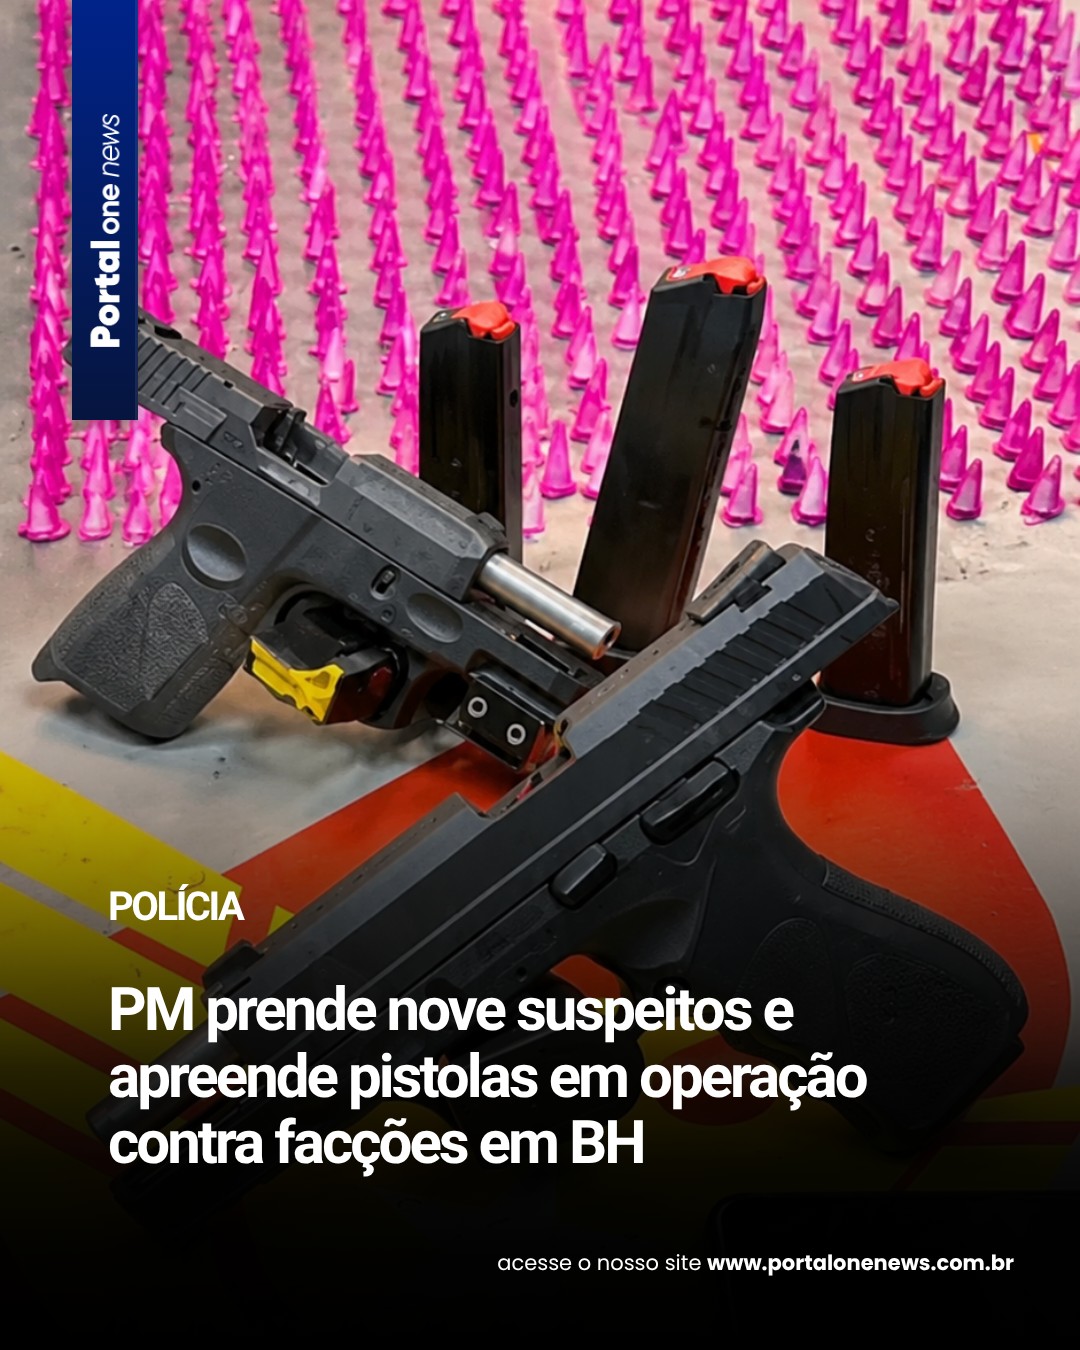 Portal one news
POLÍCIA
PM prende nove suspeitos e
apreende pistolas em operação
contra facções em BH
acesse o nosso site www.portalonenews.com.br